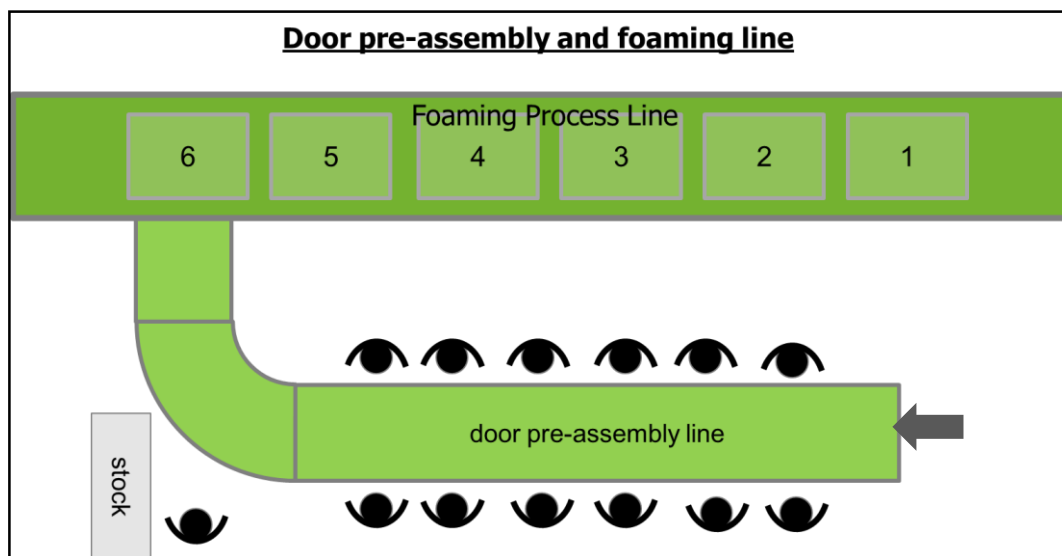 Door pre-assembly and foaming line
Foaming Process Line
6 5 4 3 2 1
door pre-assembly line
stock